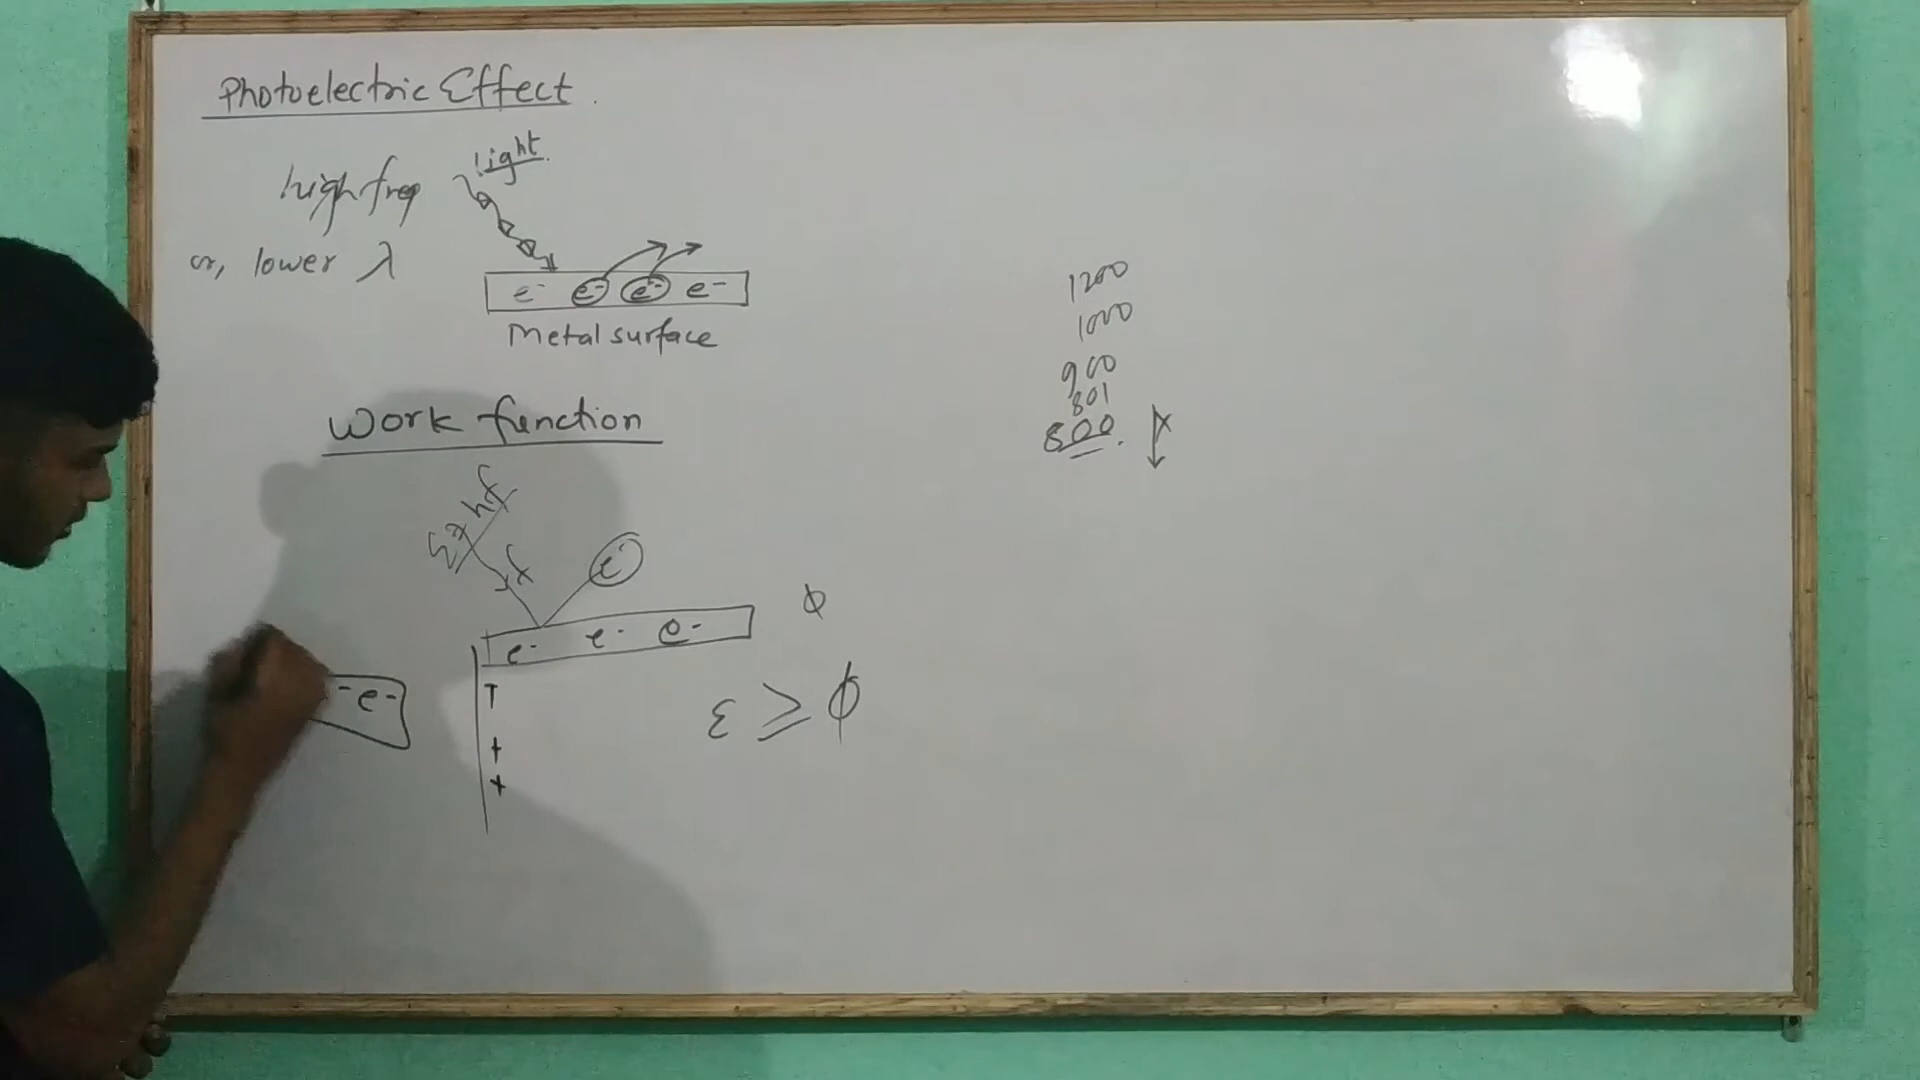 Photoelectric Effect.
light.
high freq
or, lower λ
e- e- e- e-
Metal surface
1200
1000
900
801
800.
Work function
E = hf
f
e-
ϕ
e- e- e-
- e-
E ≥ ϕ
+
+
+